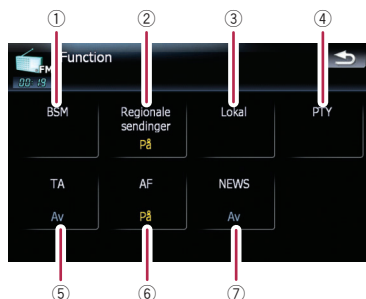 ① ② ③ ④
Function
FM
00:19
BSM Regionale sendinger Lokal PTY
På
TA AF NEWS
Av På Av
⑤ ⑥ ⑦